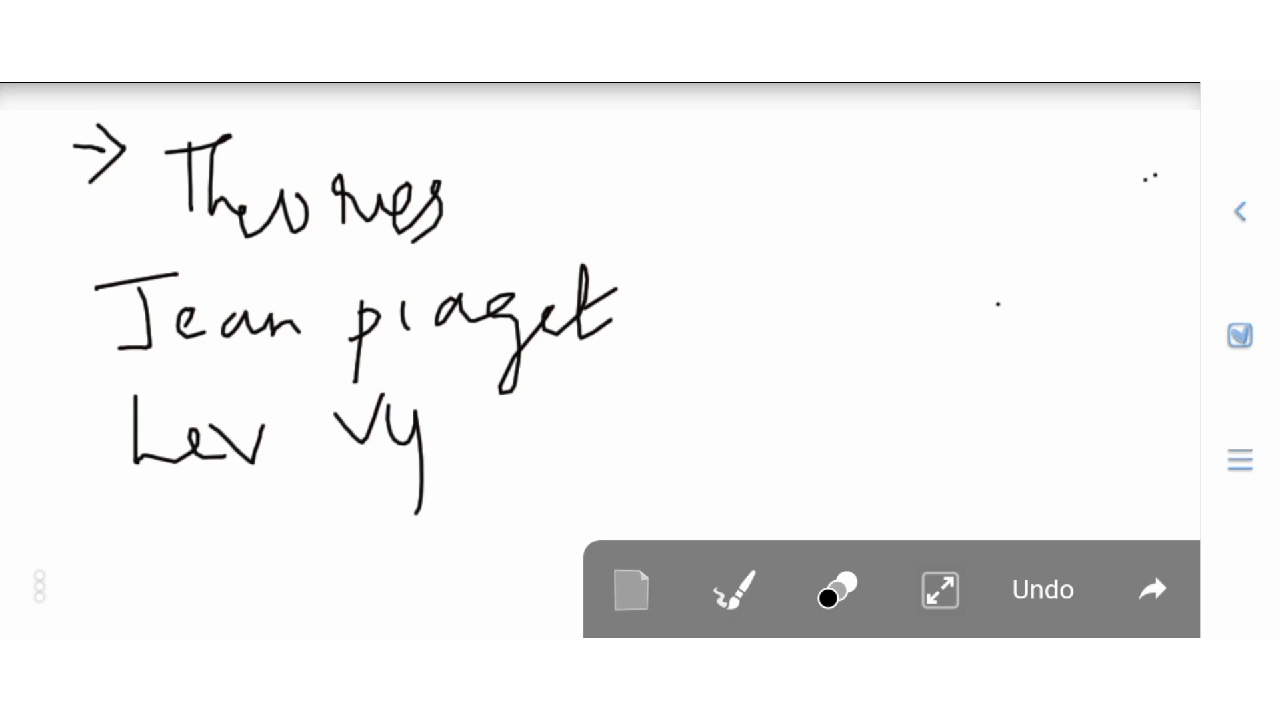 → Theories
Jean piaget
Lev vy
Undo